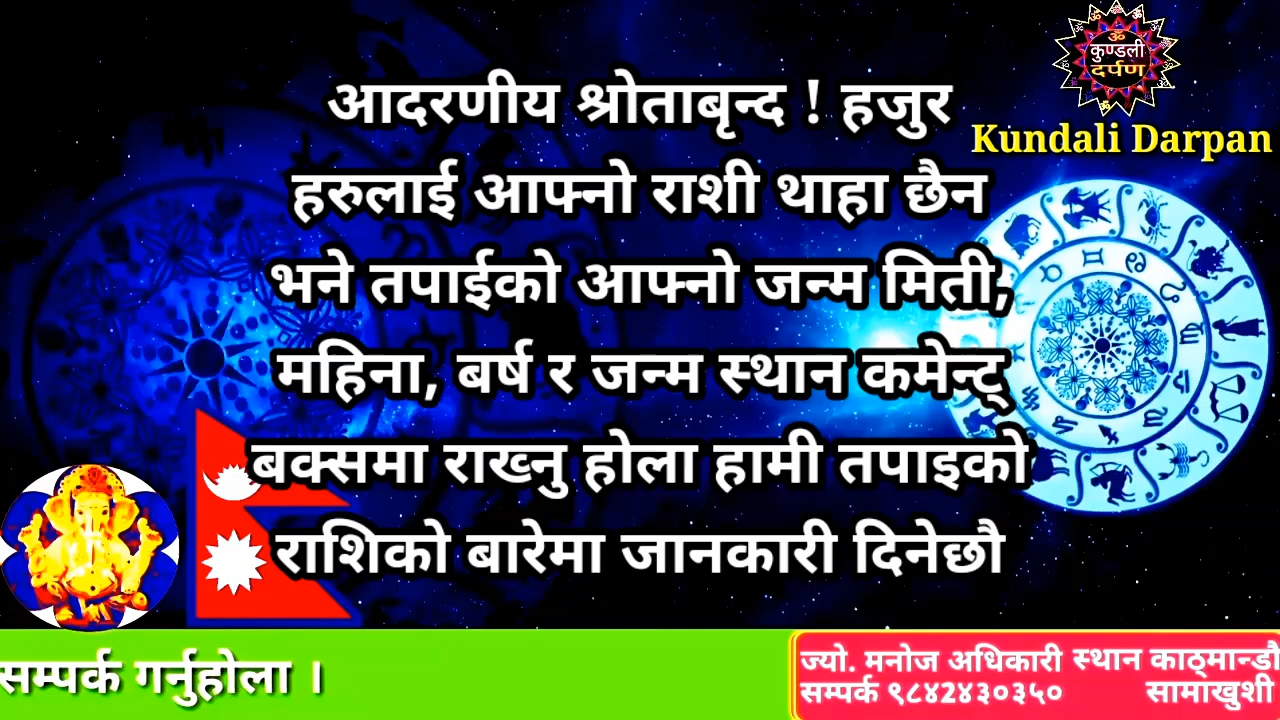 ॐ
कुण्डली
दर्पण
Kundali Darpan
आदरणीय श्रोताबृन्द ! हजुर
हरुलाई आफ्नो राशी थाहा छैन
भने तपाईको आफ्नो जन्म मिती,
महिना, बर्ष र जन्म स्थान कमेन्ट्
बक्समा राख्नु होला हामी तपाइको
राशिको बारेमा जानकारी दिनेछौ
सम्पर्क गर्नुहोला ।
ज्यो. मनोज अधिकारी स्थान काठ्मान्डौ
सम्पर्क ९८४२४३०३५० सामाखुशी